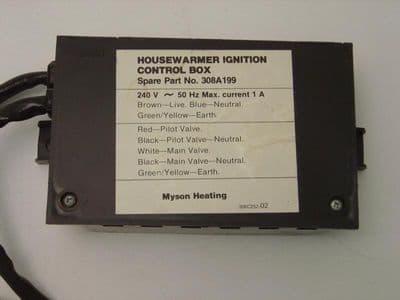 HOUSEWARMER IGNITION
CONTROL BOX
Spare Part No. 308A199
240 V ~ 50 Hz Max. current 1 A
Brown—Live. Blue—Neutral.
Green/Yellow—Earth.
Red—Pilot Valve.
Black—Pilot Valve—Neutral.
White—Main Valve.
Black—Main Valve—Neutral.
Green/Yellow—Earth.
Myson Heating